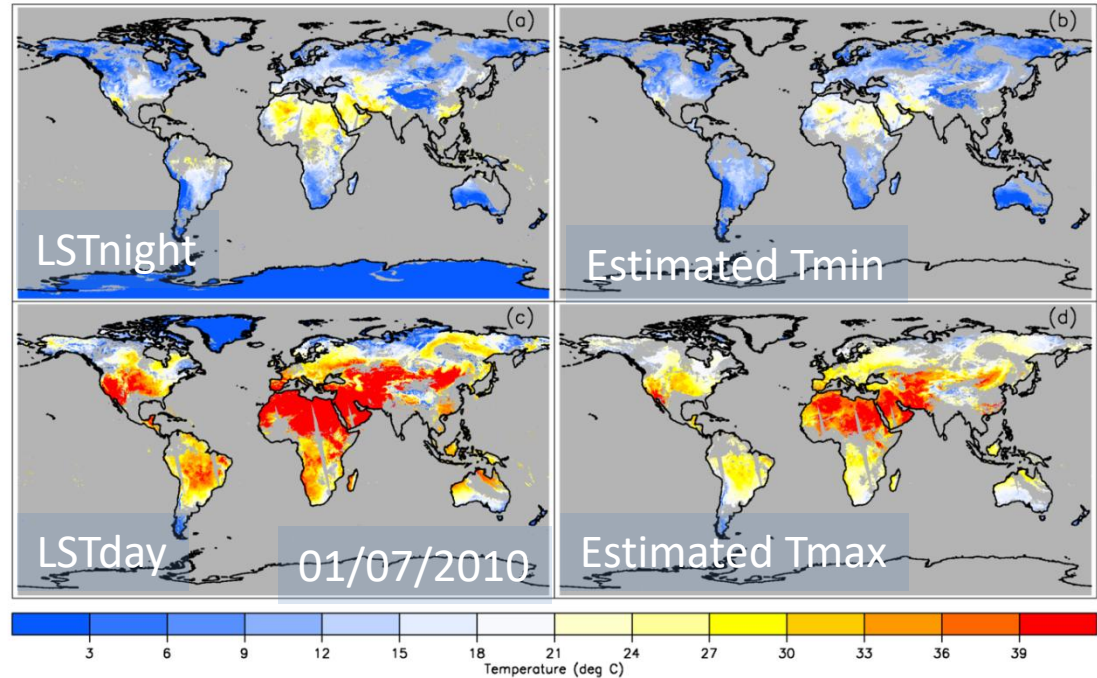 (a)
(b)
LSTnight
Estimated Tmin
(c)
(d)
LSTday
01/07/2010
Estimated Tmax
3 6 9 12 15 18 21 24 27 30 33 36 39
Temperature (deg C)